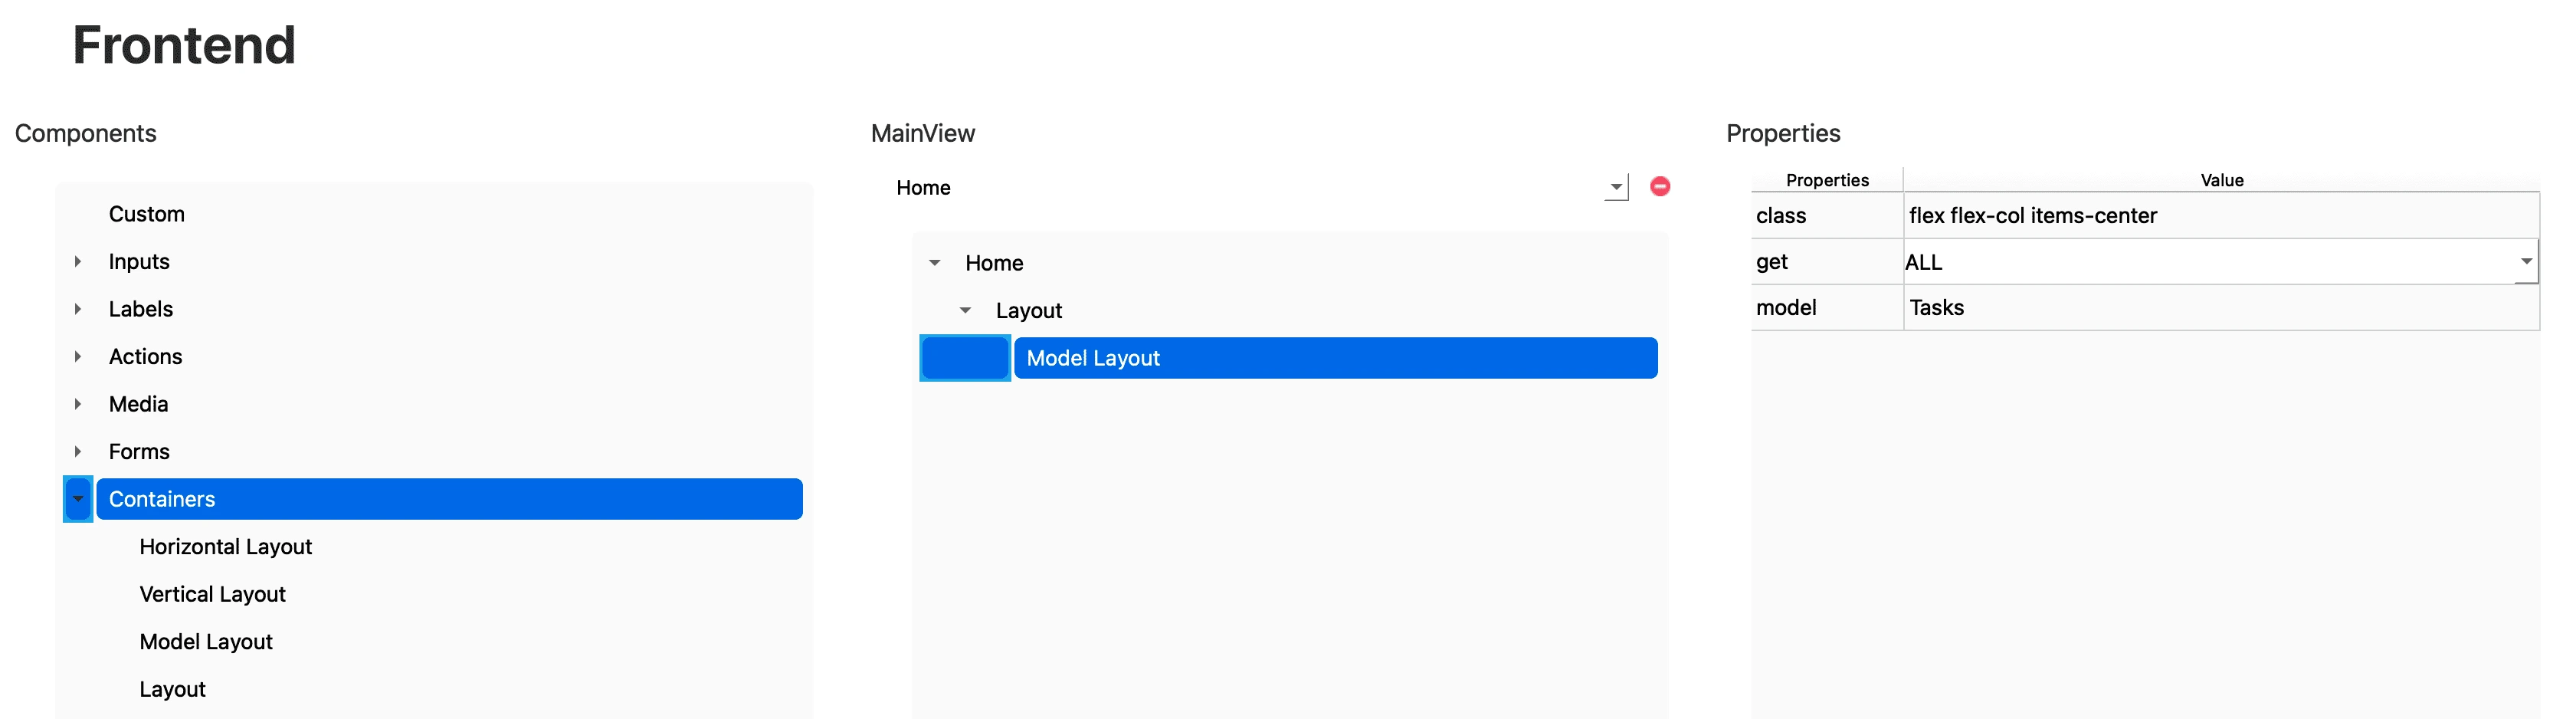 Frontend
Components
Custom
Inputs
Labels
Actions
Media
Forms
Containers
Horizontal Layout
Vertical Layout
Model Layout
Layout
MainView
Home
Home
Layout
Model Layout
Properties
Properties Value
class flex flex-col items-center
get ALL
model Tasks